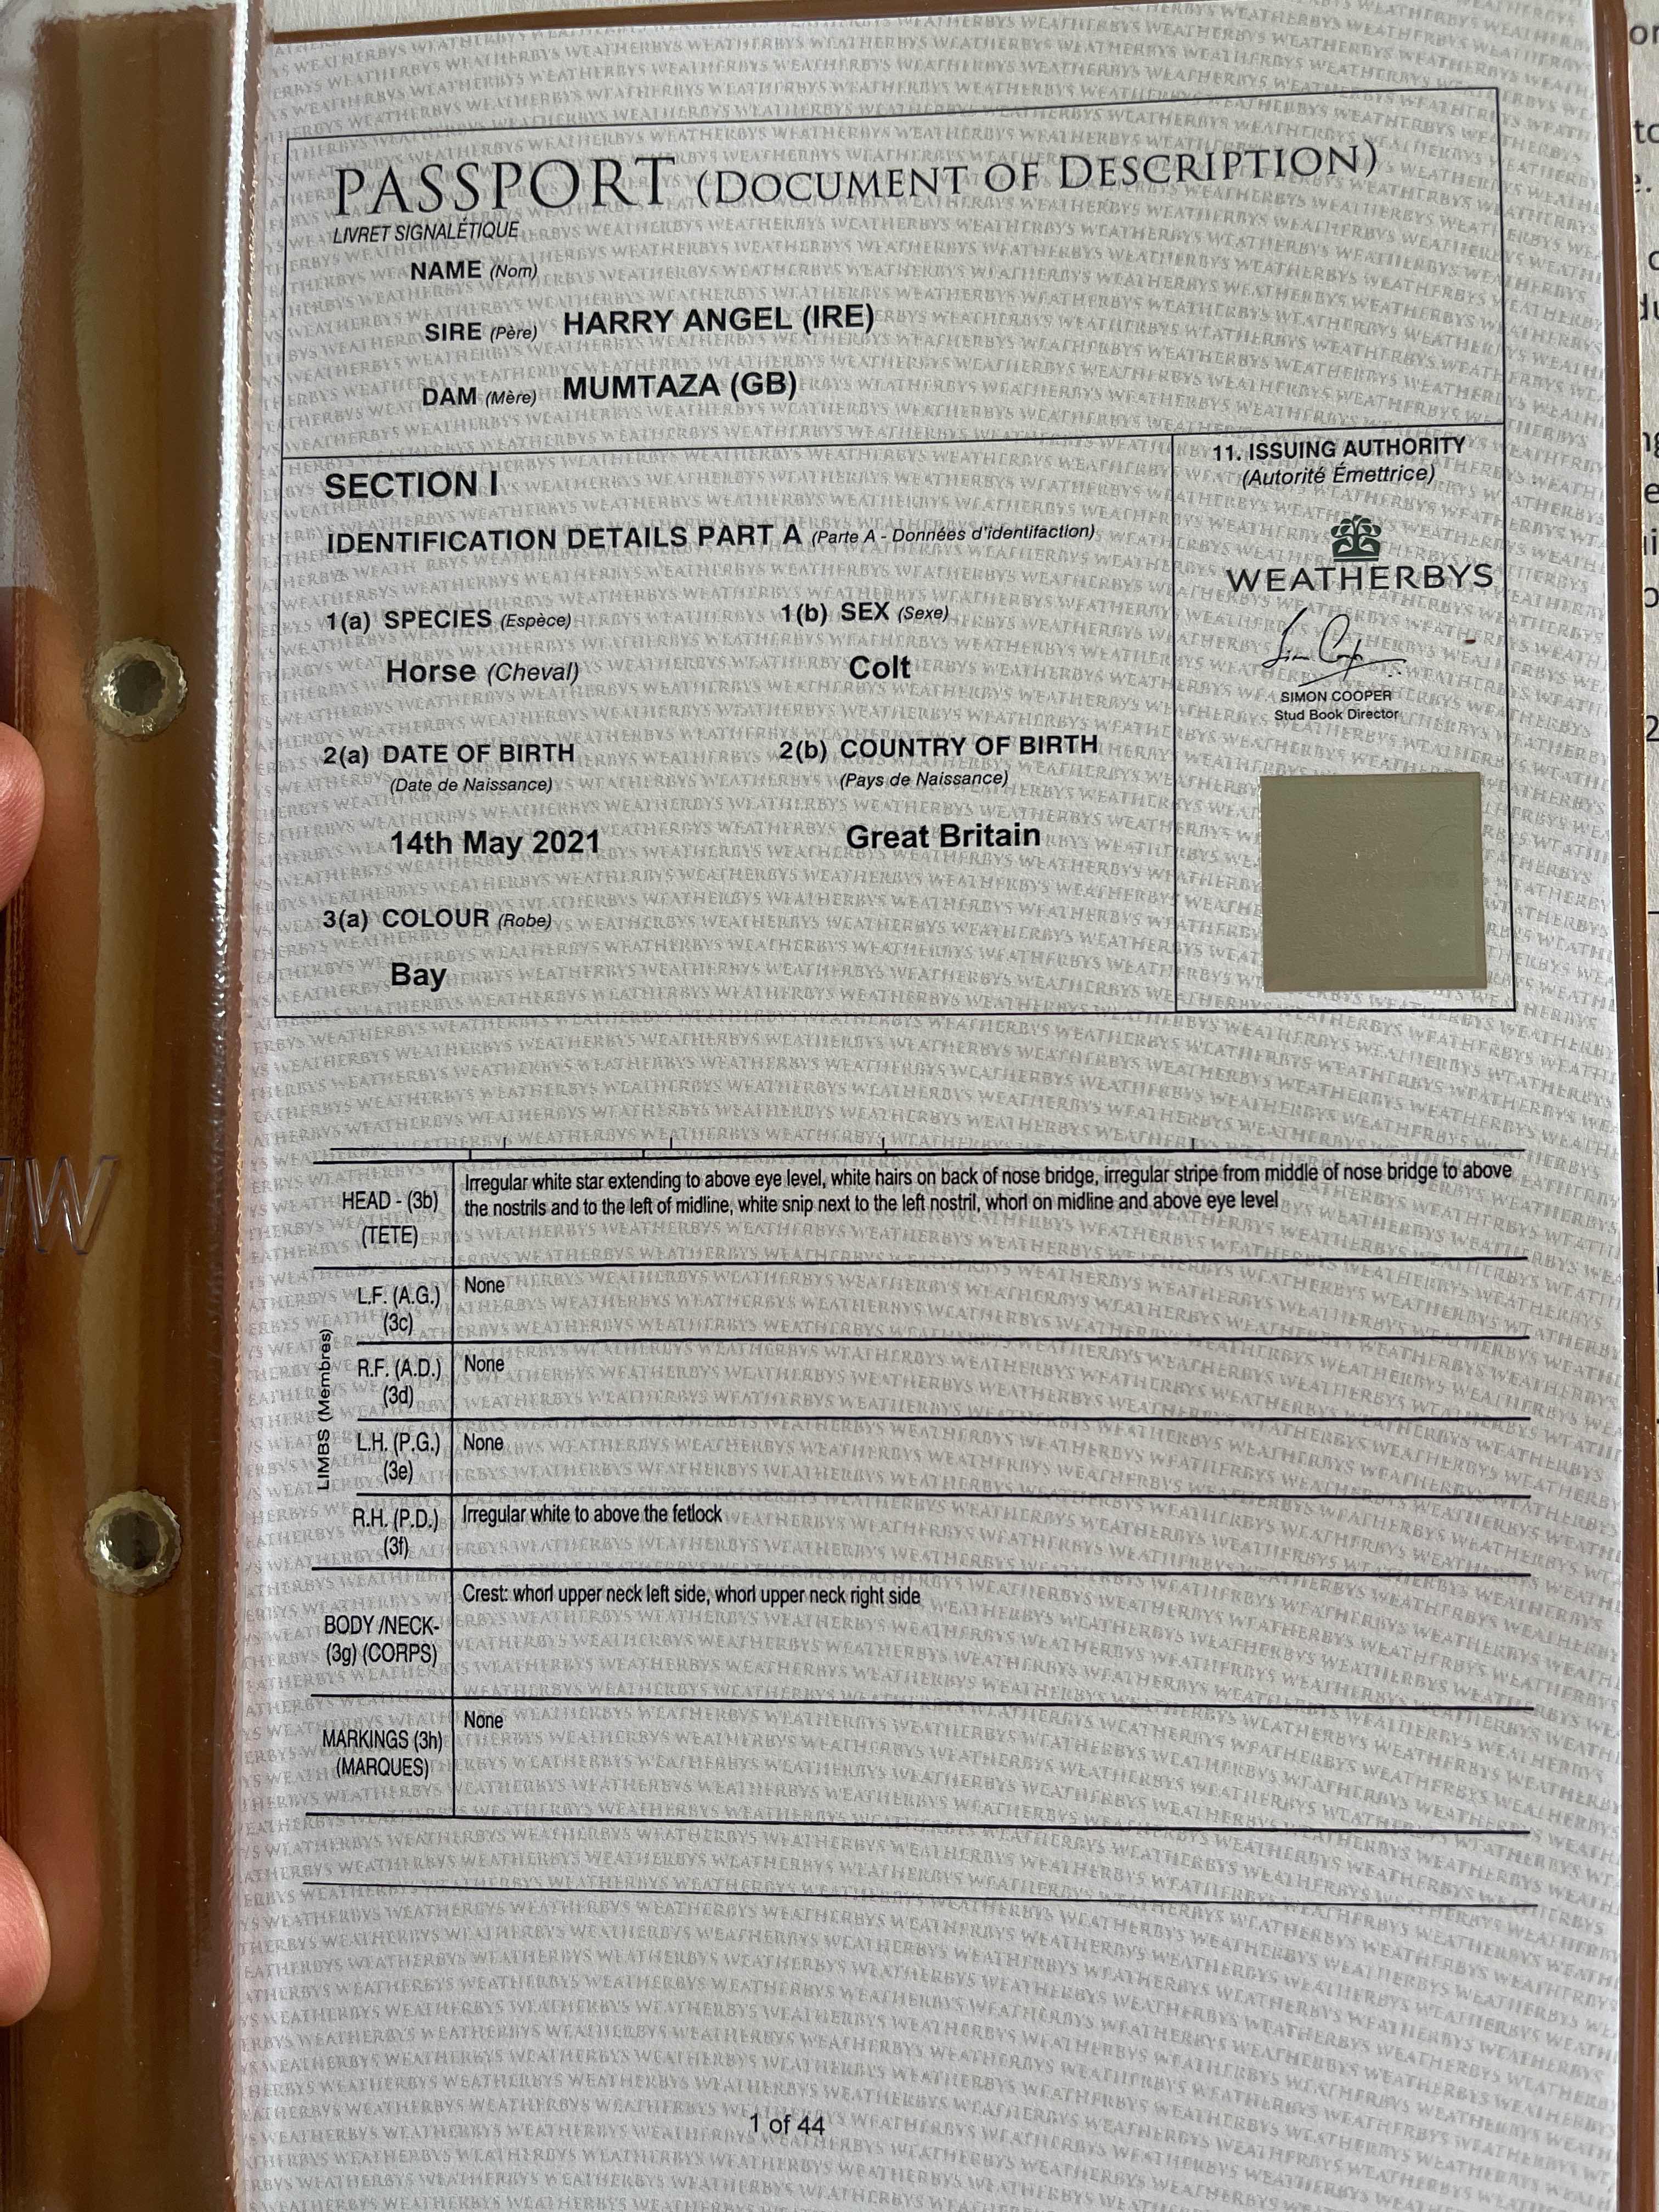 PASSPORT (DOCUMENT OF DESCRIPTION)
LIVRET SIGNALÉTIQUE
NAME (Nom)
SIRE (Père) HARRY ANGEL (IRE)
DAM (Mère) MUMTAZA (GB)
SECTION I
IDENTIFICATION DETAILS PART A (Parte A - Données d'identifaction)
1(a) SPECIES (Espèce) 1(b) SEX (Sexe)
Horse (Cheval) Colt
2(a) DATE OF BIRTH 2(b) COUNTRY OF BIRTH
(Date de Naissance) (Pays de Naissance)
14th May 2021 Great Britain
3(a) COLOUR (Robe)
Bay
11. ISSUING AUTHORITY
(Autorité Émettrice)
WEATHERBYS
SIMON COOPER
Stud Book Director
HEAD - (3b)
(TETE)
Irregular white star extending to above eye level, white hairs on back of nose bridge, irregular stripe from middle of nose bridge to above
the nostrils and to the left of midline, white snip next to the left nostril, whorl on midline and above eye level
LIMBS (Membres)
L.F. (A.G.) None
(3c)
R.F. (A.D.) None
(3d)
L.H. (P.G.) None
(3e)
R.H. (P.D.) Irregular white to above the fetlock
(3f)
BODY /NECK-
(3g) (CORPS)
Crest: whorl upper neck left side, whorl upper neck right side
MARKINGS (3h) None
(MARQUES)
1 of 44